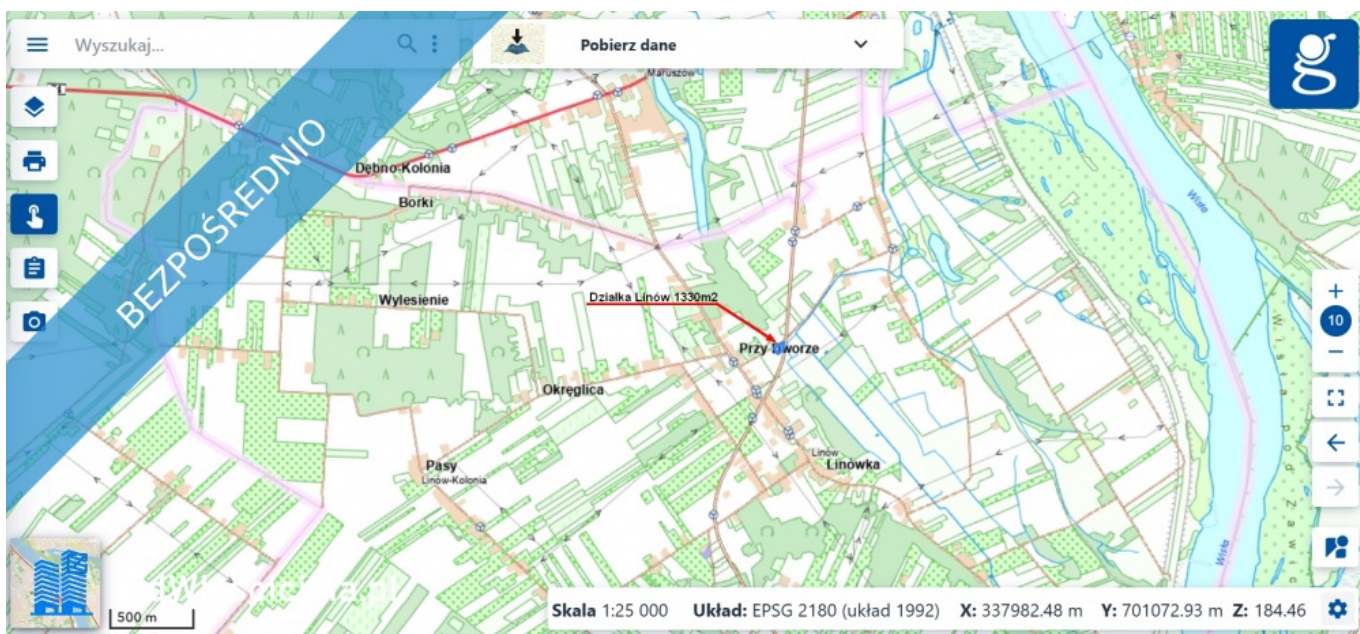 Wyszukaj...
Pobierz dane
Maruszów
BEZPOŚREDNIO
Dębno-Kolonia
Borki
Wisła
Wylesienie
Działka Linów 1330m2
10
Przy Dworze
Okręglica
Linów
Linówka
Pasy
Linów-Kolonia
Wisła
500 m
Skala 1:25 000 Układ: EPSG 2180 (układ 1992) X: 337982.48 m Y: 701072.93 m Z: 184.46